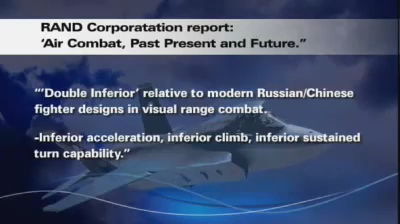 RAND Corporatation report:
‘Air Combat, Past Present and Future.”
“‘Double Inferior’ relative to modern Russian/Chinese
fighter designs in visual range combat.
-Inferior acceleration, inferior climb, inferior sustained
turn capability.”